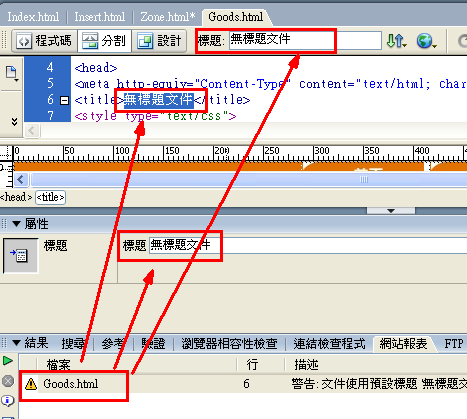 Index.html Insert.html Zone.html* Goods.html
程式碼 分割 設計 標題: 無標題文件
4 <head>
5 <meta http-equiv="Content-Type" content="text/html; char
6 <title>無標題文件</title>
7 <style type="text/css">
0 50 100 150 200 250 300 350 400 450
<head> <title>
屬性
標題 標題 無標題文件
結果 搜尋 參考 驗證 瀏覽器相容性檢查 連結檢查程式 網站報表 FTP
檔案 行 描述
Goods.html 6 警告: 文件使用預設標題 '無標題文